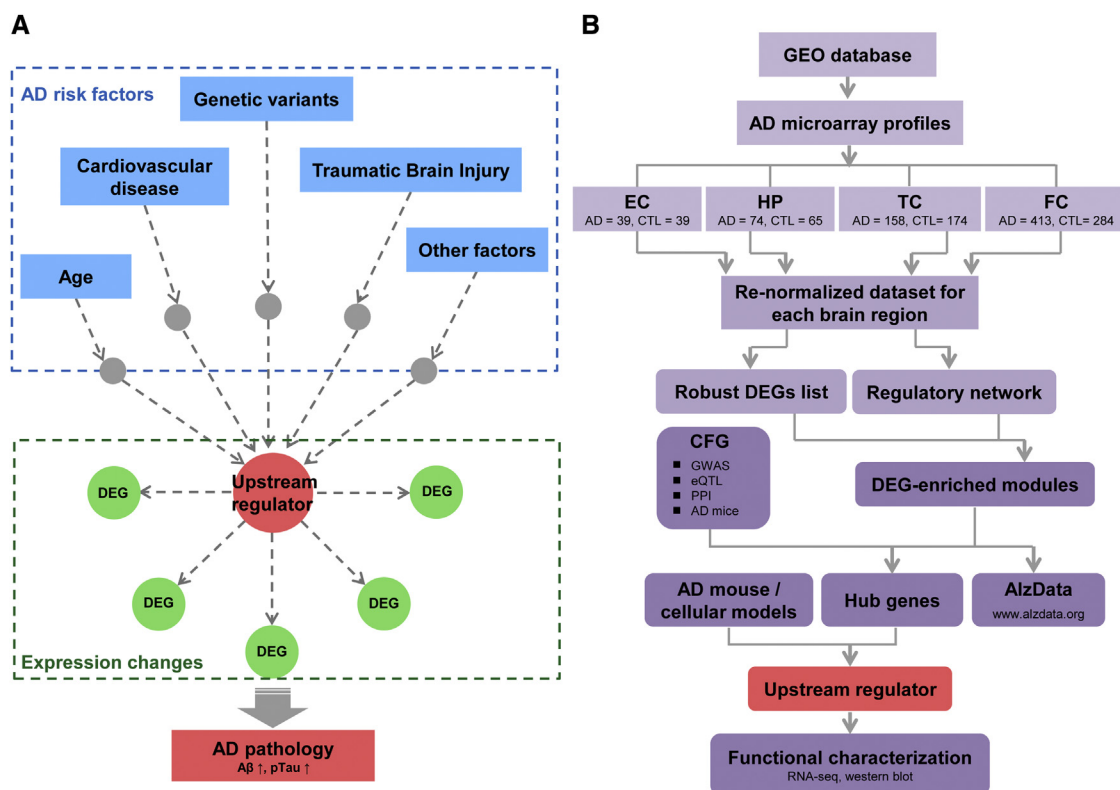 A
AD risk factors
Genetic variants
Cardiovascular
disease
Traumatic Brain Injury
Other factors
Age
Upstream
regulator
DEG
DEG
DEG
DEG
DEG
Expression changes
AD pathology
Aβ ↑, pTau ↑
B
GEO database
AD microarray profiles
EC
AD = 39, CTL = 39
HP
AD = 74, CTL = 65
TC
AD = 158, CTL= 174
FC
AD = 413, CTL= 284
Re-normalized dataset for
each brain region
Robust DEGs list
Regulatory network
CFG
■ GWAS
■ eQTL
■ PPI
■ AD mice
DEG-enriched modules
AD mouse /
cellular models
Hub genes
AlzData
www.alzdata.org
Upstream regulator
Functional characterization
RNA-seq, western blot